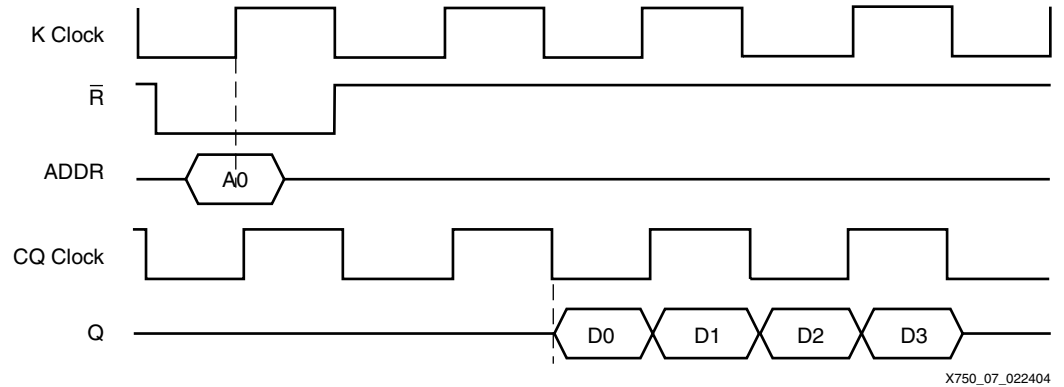 K Clock
R̅
ADDR
A0
CQ Clock
Q
D0 D1 D2 D3
X750_07_022404